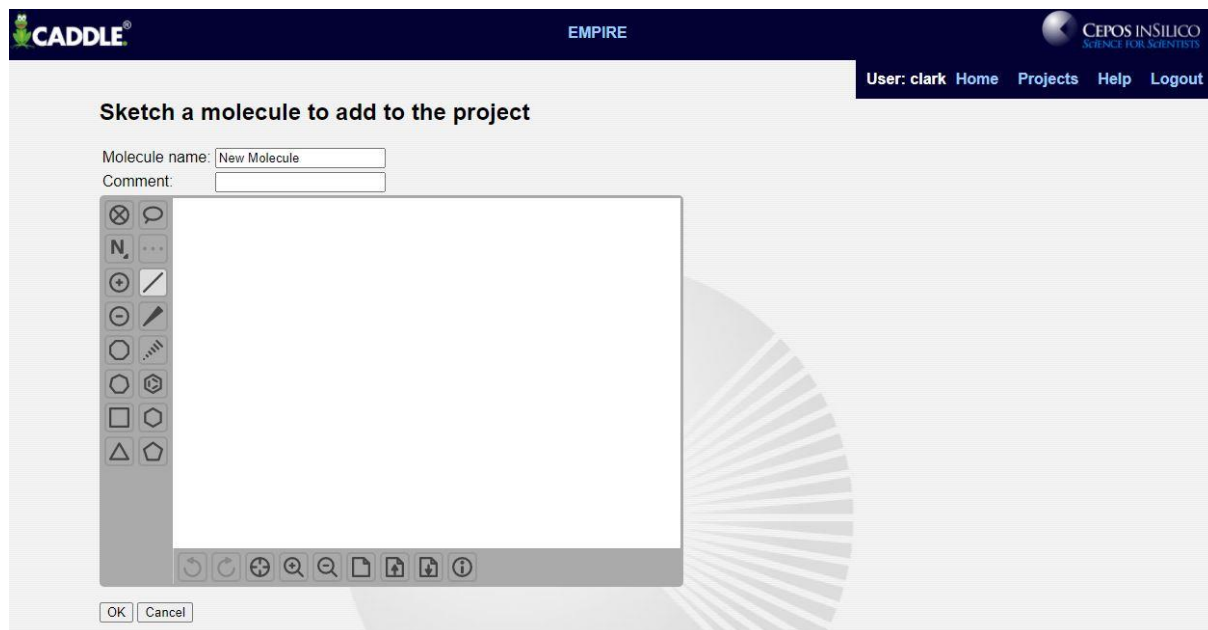 CADDLE®
EMPIRE
CEPOS INSILICO
SCIENCE FOR SCIENTISTS
User: clark Home Projects Help Logout
Sketch a molecule to add to the project
Molecule name: New Molecule
Comment:
N
OK Cancel